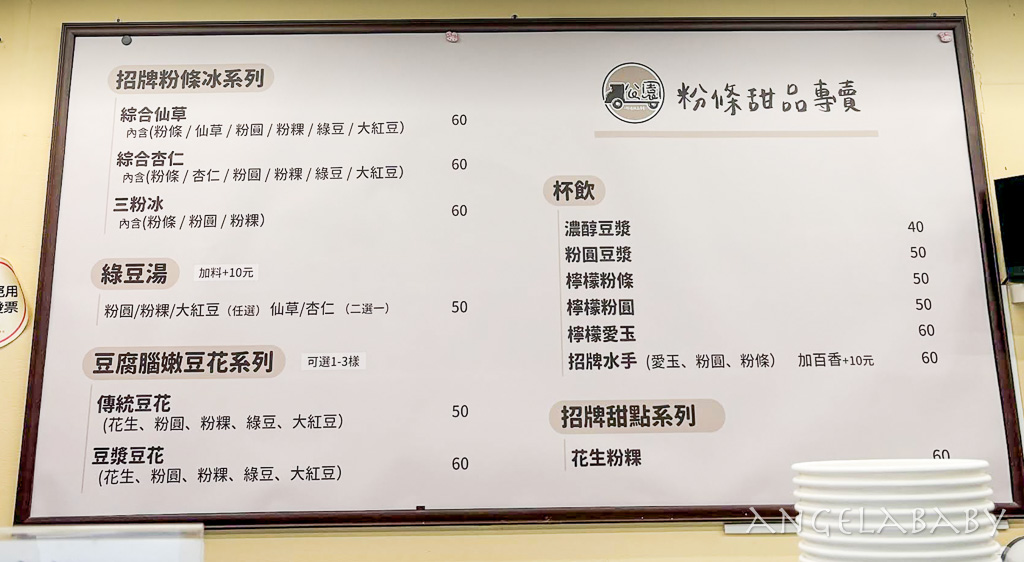 招牌粉條冰系列
綜合仙草 60
內含(粉條 / 仙草 / 粉圓 / 粉粿 / 綠豆 / 大紅豆)
綜合杏仁 60
內含(粉條 / 杏仁 / 粉圓 / 粉粿 / 綠豆 / 大紅豆)
三粉冰 60
內含(粉條 / 粉圓 / 粉粿)
綠豆湯 加料+10元
粉圓/粉粿/大紅豆（任選） 仙草/杏仁 （二選一） 50
豆腐腦嫩豆花系列 可選1-3樣
傳統豆花 50
(花生、粉圓、粉粿、綠豆、大紅豆)
豆漿豆花 60
(花生、粉圓、粉粿、綠豆、大紅豆)
公園 粉條甜品專賣
杯飲
濃醇豆漿 40
粉圓豆漿 50
檸檬粉條 50
檸檬粉圓 50
檸檬愛玉 60
招牌水手 (愛玉、粉圓、粉條) 加百香+10元 60
招牌甜點系列
花生粉粿 60
ANGELABABY